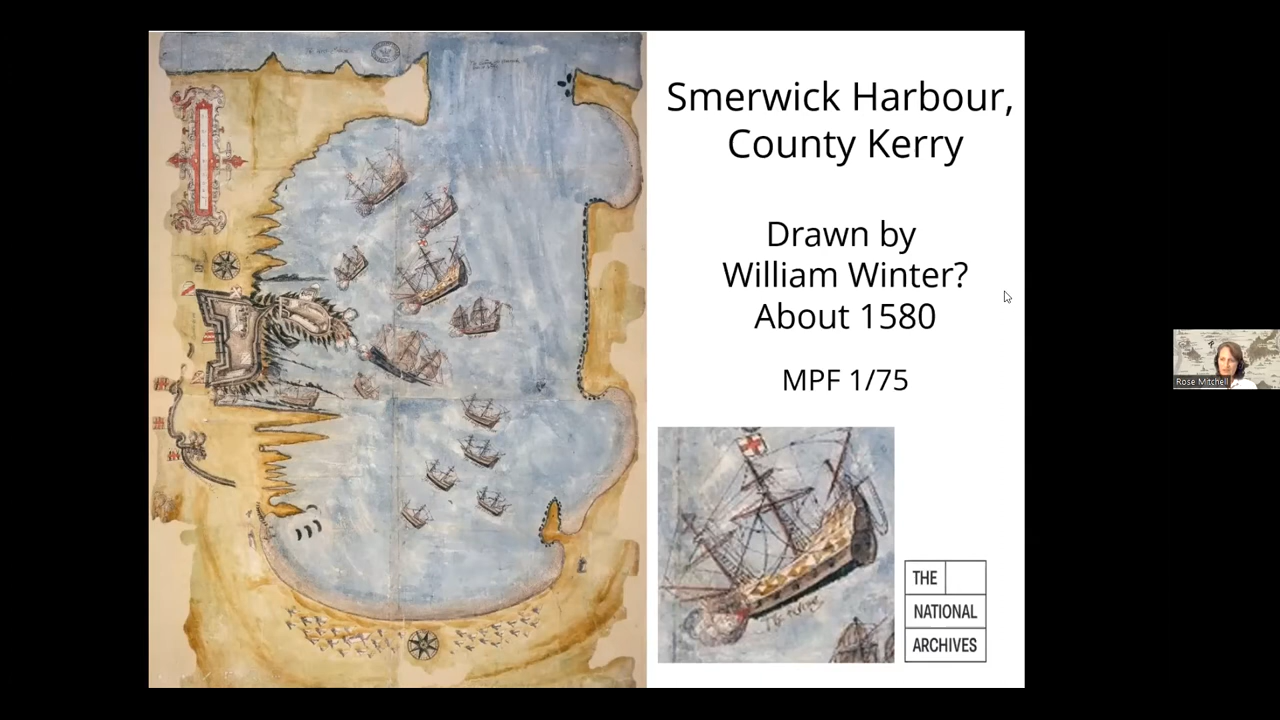 Smerwick Harbour,
County Kerry
Drawn by
William Winter?
About 1580
MPF 1/75
THE
NATIONAL
ARCHIVES
Rose Mitchell